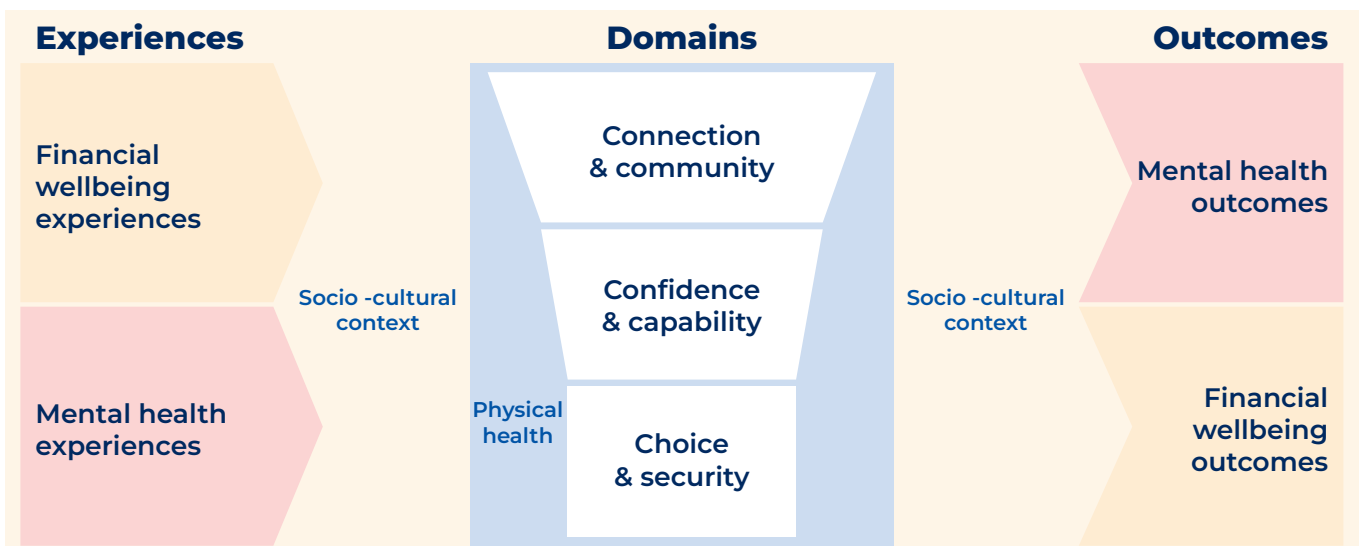 Experiences
Financial
wellbeing
experiences
Mental health
experiences
Socio -cultural
context
Domains
Connection
& community
Confidence
& capability
Physical
health
Choice
& security
Socio -cultural
context
Outcomes
Mental health
outcomes
Financial
wellbeing
outcomes